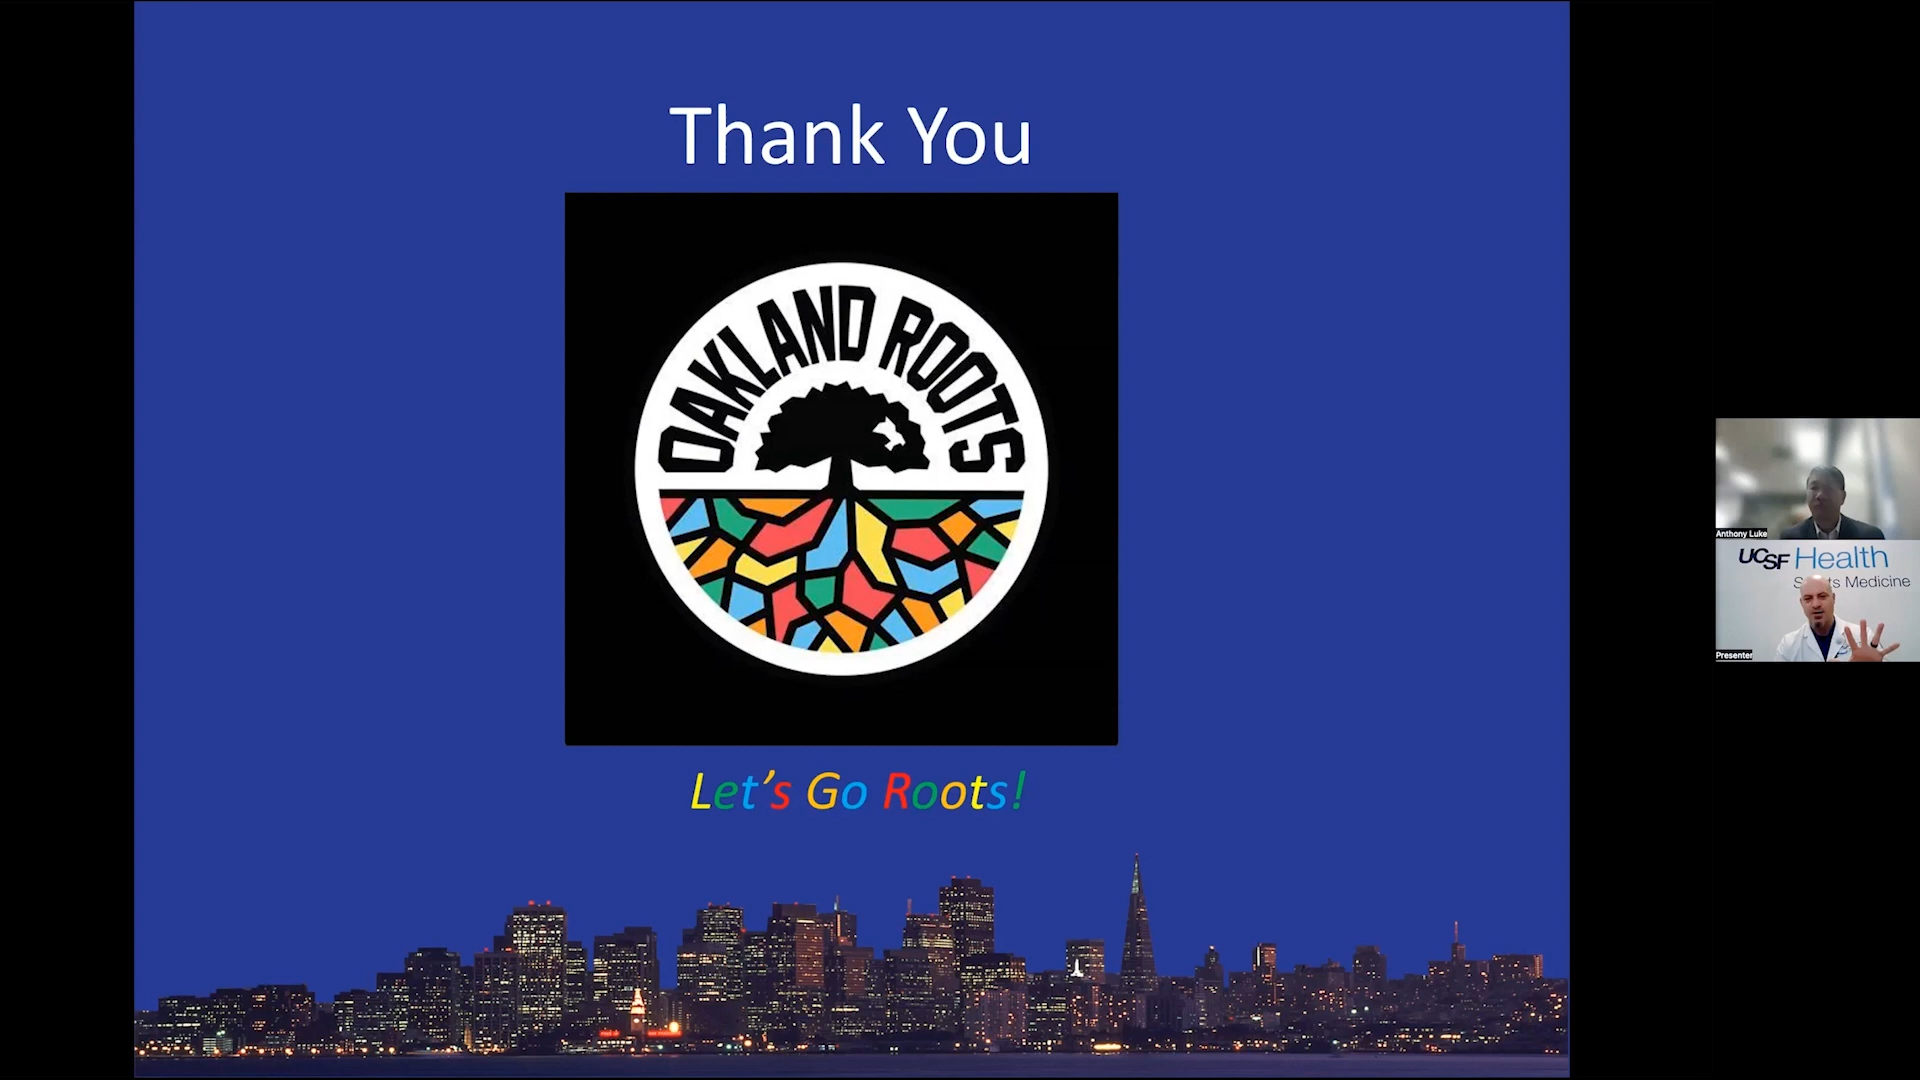 Thank You
OAKLAND ROOTS
Let's Go Roots!
Anthony Luke
UCSF Health
Sports Medicine
Presenter